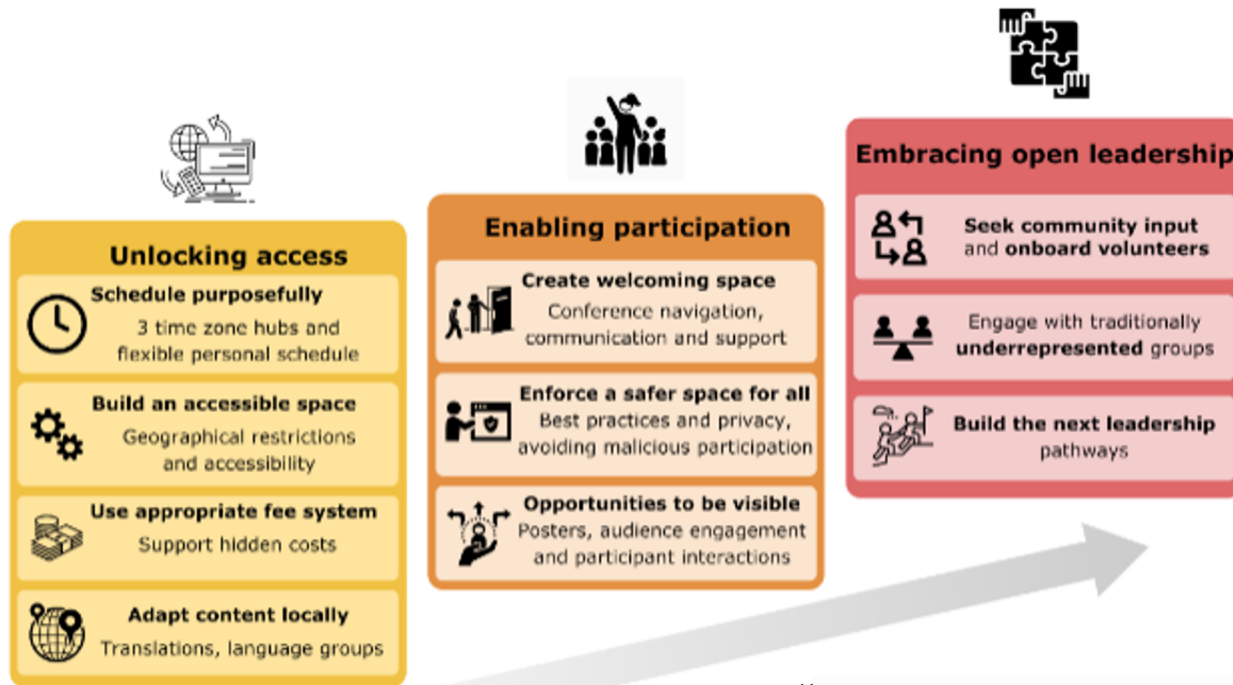 Unlocking access
Schedule purposefully
3 time zone hubs and
flexible personal schedule
Build an accessible space
Geographical restrictions
and accessibility
Use appropriate fee system
Support hidden costs
Adapt content locally
Translations, language groups
Enabling participation
Create welcoming space
Conference navigation,
communication and support
Enforce a safer space for all
Best practices and privacy,
avoiding malicious participation
Opportunities to be visible
Posters, audience engagement
and participant interactions
Embracing open leadership
Seek community input
and onboard volunteers
Engage with traditionally
underrepresented groups
Build the next leadership
pathways